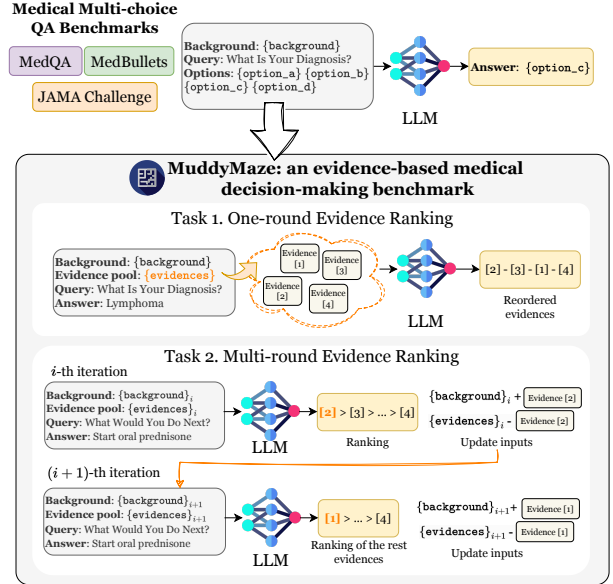 Medical Multi-choice
QA Benchmarks
MedQA
MedBullets
JAMA Challenge
Background: {background}
Query: What Is Your Diagnosis?
Options: {option_a} {option_b}
{option_c} {option_d}
LLM
Answer: {option_c}
MuddyMaze: an evidence-based medical
decision-making benchmark
Task 1. One-round Evidence Ranking
Background: {background}
Evidence pool: {evidences}
Query: What Is Your Diagnosis?
Answer: Lymphoma
Evidence
[1]
Evidence
[3]
Evidence
[2]
Evidence
[4]
LLM
[2] - [3] - [1] - [4]
Reordered
evidences
Task 2. Multi-round Evidence Ranking
i-th iteration
Background: {background}i
Evidence pool: {evidences}i
Query: What Would You Do Next?
Answer: Start oral prednisone
LLM
[2] > [3] > ... > [4]
Ranking
{background}i + Evidence [2]
{evidences}i - Evidence [2]
Update inputs
(i + 1)-th iteration
Background: {background}i+1
Evidence pool: {evidences}i+1
Query: What Would You Do Next?
Answer: Start oral prednisone
LLM
[1] > ... > [4]
Ranking of the rest
evidences
{background}i+1 + Evidence [1]
{evidences}i+1 - Evidence [1]
Update inputs